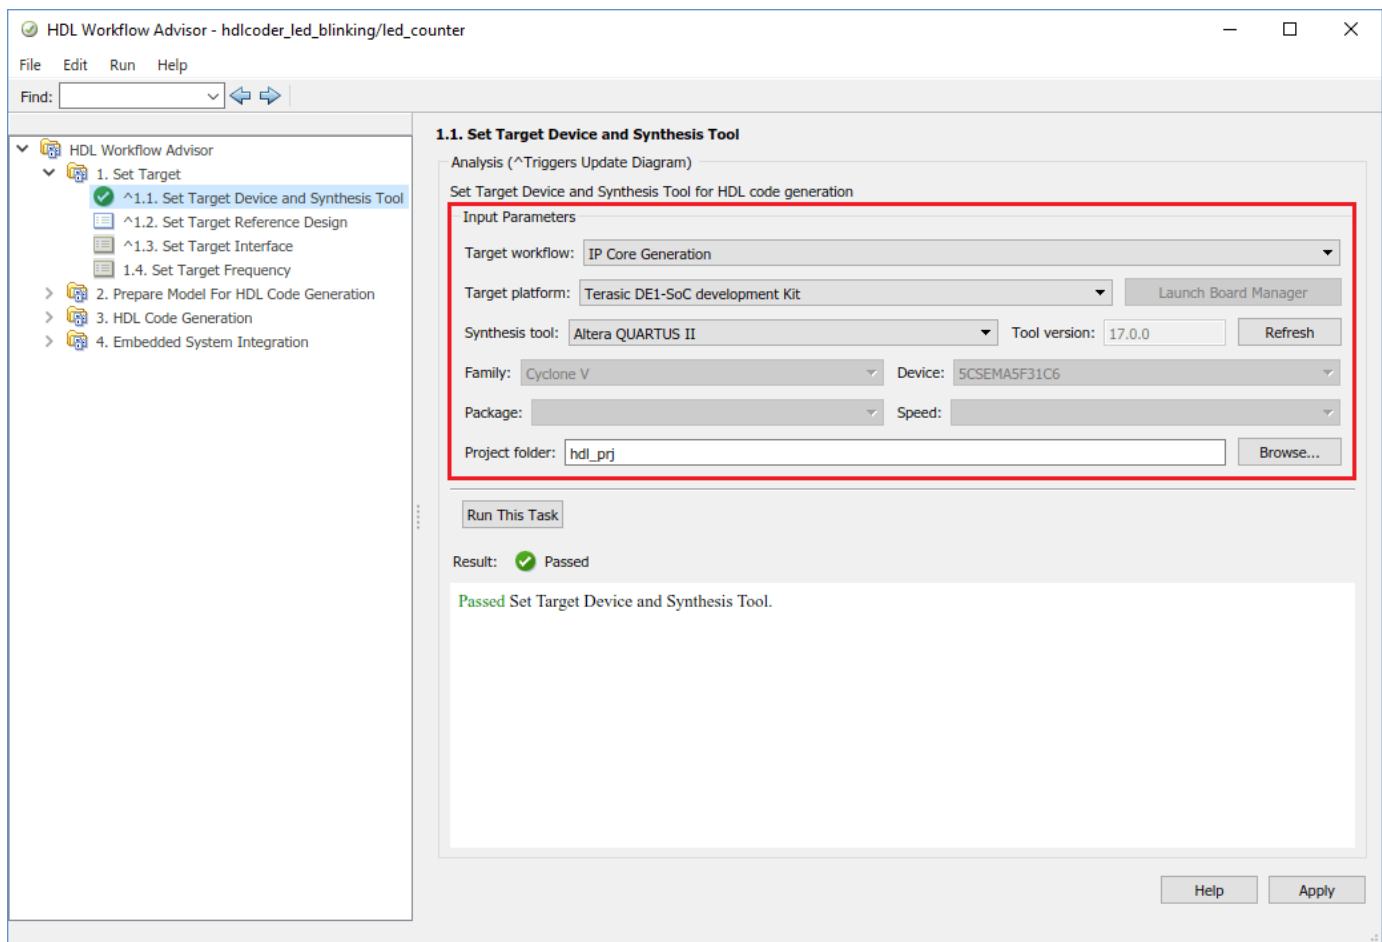 HDL Workflow Advisor - hdlcoder_led_blinking/led_counter
File Edit Run Help
Find:
HDL Workflow Advisor
1. Set Target
^1.1. Set Target Device and Synthesis Tool
^1.2. Set Target Reference Design
^1.3. Set Target Interface
1.4. Set Target Frequency
2. Prepare Model For HDL Code Generation
3. HDL Code Generation
4. Embedded System Integration
1.1. Set Target Device and Synthesis Tool
Analysis (^Triggers Update Diagram)
Set Target Device and Synthesis Tool for HDL code generation
Input Parameters
Target workflow: IP Core Generation
Target platform: Terasic DE1-SoC development Kit Launch Board Manager
Synthesis tool: Altera QUARTUS II Tool version: 17.0.0 Refresh
Family: Cyclone V Device: 5CSEMA5F31C6
Package: Speed:
Project folder: hdl_prj Browse...
Run This Task
Result: Passed
Passed Set Target Device and Synthesis Tool.
Help Apply